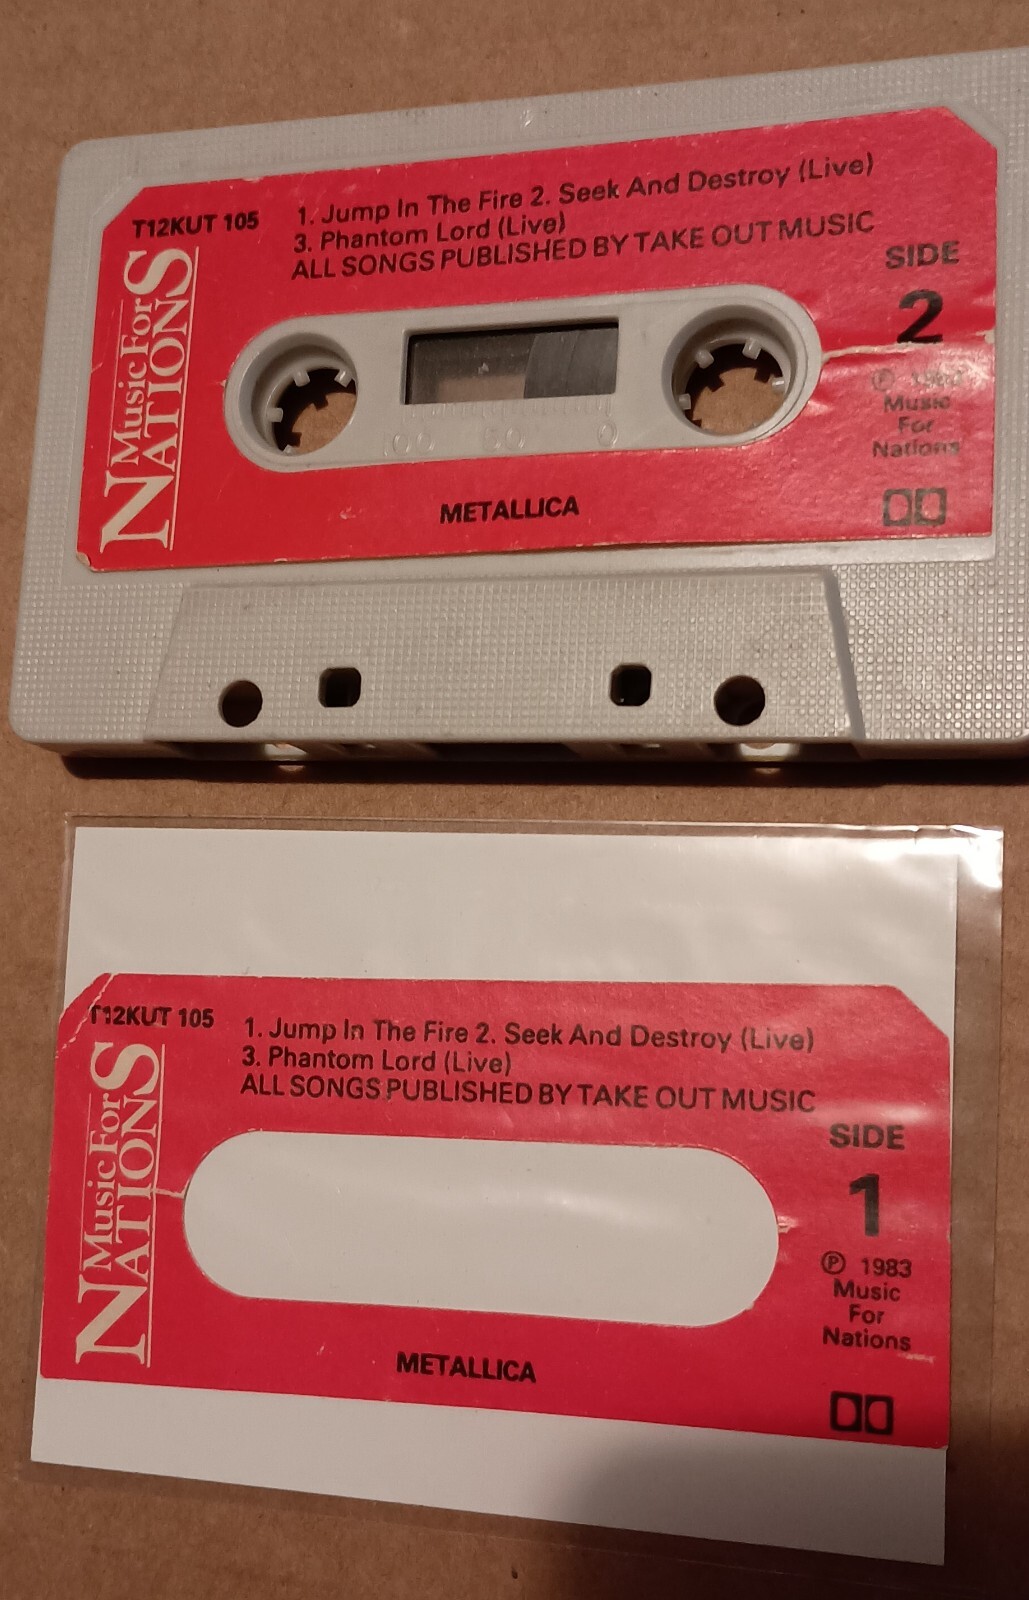 T12KUT 105
1. Jump In The Fire 2. Seek And Destroy (Live)
3. Phantom Lord (Live)
ALL SONGS PUBLISHED BY TAKE OUT MUSIC
SIDE
2
Music For
NATIONS
Ⓟ
Music
For
Nations
100 50 0
METALLICA
T12KUT 105
1. Jump In The Fire 2. Seek And Destroy (Live)
3. Phantom Lord (Live)
ALL SONGS PUBLISHED BY TAKE OUT MUSIC
SIDE
1
Music For
NATIONS
Ⓟ 1983
Music
For
Nations
METALLICA